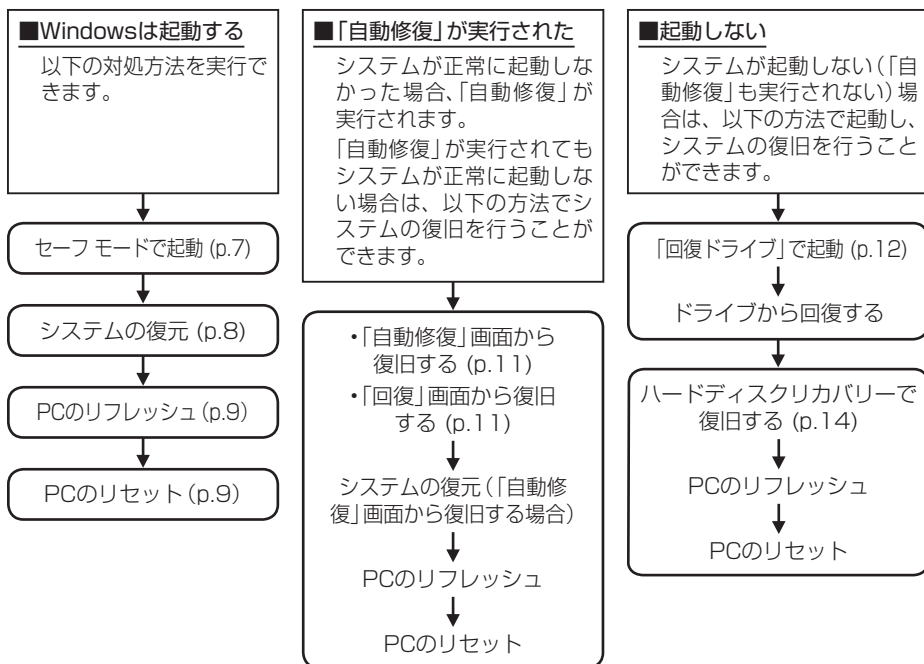 ■Windowsは起動する
以下の対処方法を実行で
きます。
セーフ モードで起動 (p.7)
システムの復元 (p.8)
PCのリフレッシュ (p.9)
PCのリセット (p.9)
■「自動修復」が実行された
システムが正常に起動しな
かった場合、「自動修復」が
実行されます。
「自動修復」が実行されても
システムが正常に起動しな
い場合は、以下の方法でシ
ステムの復旧を行うことが
できます。
・「自動修復」画面から
復旧する (p.11)
・「回復」画面から復旧
する (p.11)
システムの復元(「自動修
復」画面から復旧する場合)
PCのリフレッシュ
PCのリセット
■起動しない
システムが起動しない(「自
動修復」も実行されない)場
合は、以下の方法で起動し、
システムの復旧を行うこと
ができます。
「回復ドライブ」で起動 (p.12)
ドライブから回復する
ハードディスクリカバリーで
復旧する (p.14)
PCのリフレッシュ
PCのリセット